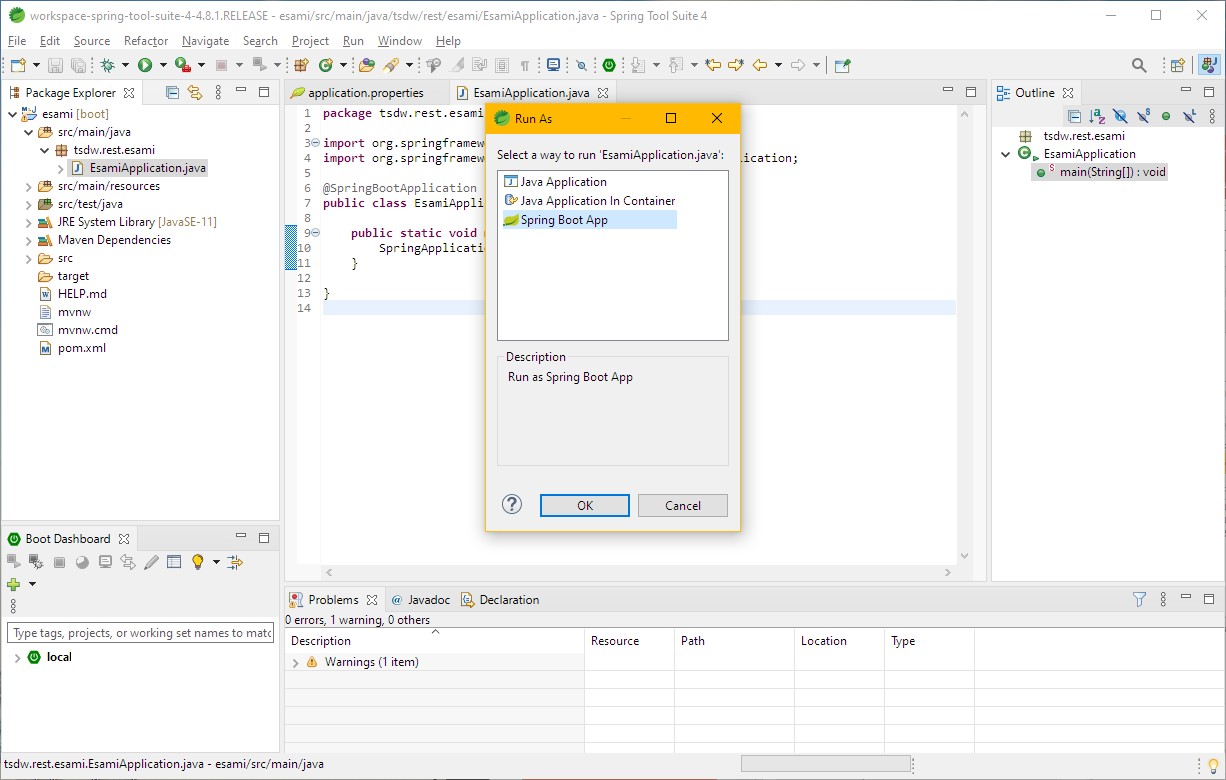 workspace-spring-tool-suite-4-4.8.1.RELEASE - esami/src/main/java/tsdw/rest/esami/EsamiApplication.java - Spring Tool Suite 4
File Edit Source Refactor Navigate Search Project Run Window Help
Package Explorer
esami [boot]
src/main/java
tsdw.rest.esami
EsamiApplication.java
src/main/resources
src/test/java
JRE System Library [JavaSE-11]
Maven Dependencies
src
target
HELP.md
mvnw
mvnw.cmd
pom.xml
application.properties
EsamiApplication.java
1 package tsdw.rest.esami
2
3 import org.springframew
4 import org.springframew ication;
5
6 @SpringBootApplication
7 public class EsamiAppli
8
9 public static void
10 SpringApplicatio
11 }
12
13 }
14
Run As
Select a way to run 'EsamiApplication.java':
Java Application
Java Application In Container
Spring Boot App
Description
Run as Spring Boot App
?
OK
Cancel
Outline
tsdw.rest.esami
EsamiApplication
main(String[]) : void
Boot Dashboard
Type tags, projects, or working set names to matc
local
Problems
@ Javadoc
Declaration
0 errors, 1 warning, 0 others
Description Resource Path Location Type
Warnings (1 item)
tsdw.rest.esami.EsamiApplication.java - esami/src/main/java